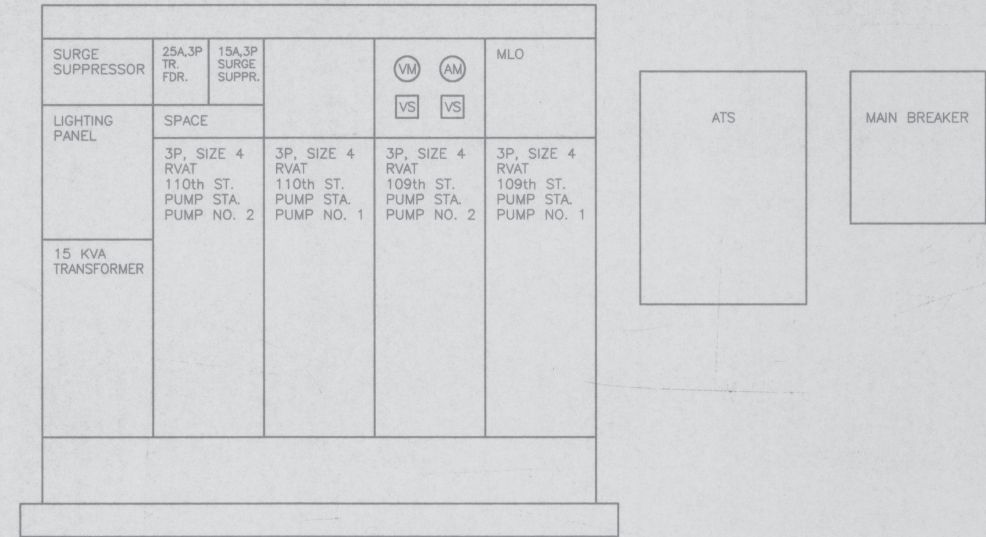 SURGE
SUPPRESSOR
25A,3P
TR.
FDR.
15A,3P
SURGE
SUPPR.
VM
AM
VS
VS
MLO
LIGHTING
PANEL
SPACE
3P, SIZE 4
RVAT
110th ST.
PUMP STA.
PUMP NO. 2
3P, SIZE 4
RVAT
110th ST.
PUMP STA.
PUMP NO. 1
3P, SIZE 4
RVAT
109th ST.
PUMP STA.
PUMP NO. 2
3P, SIZE 4
RVAT
109th ST.
PUMP STA.
PUMP NO. 1
15 KVA
TRANSFORMER
ATS
MAIN BREAKER